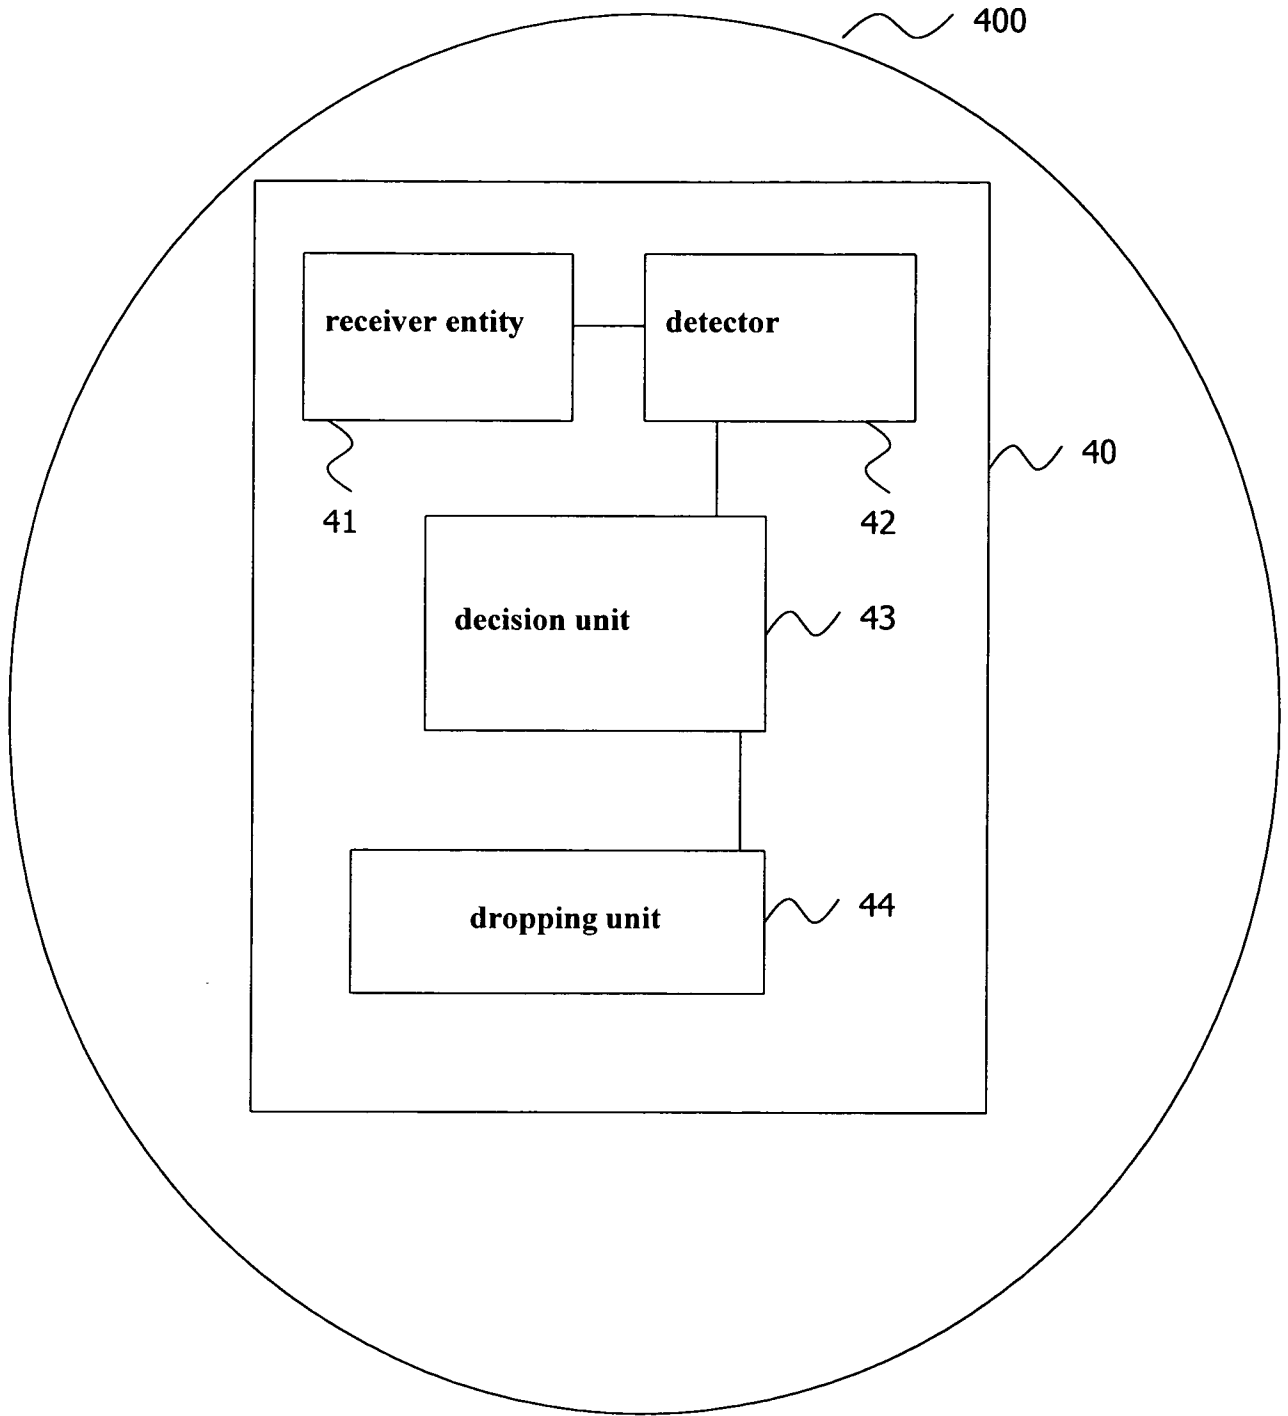 400
receiver entity
detector
40
41
42
decision unit
43
dropping unit
44